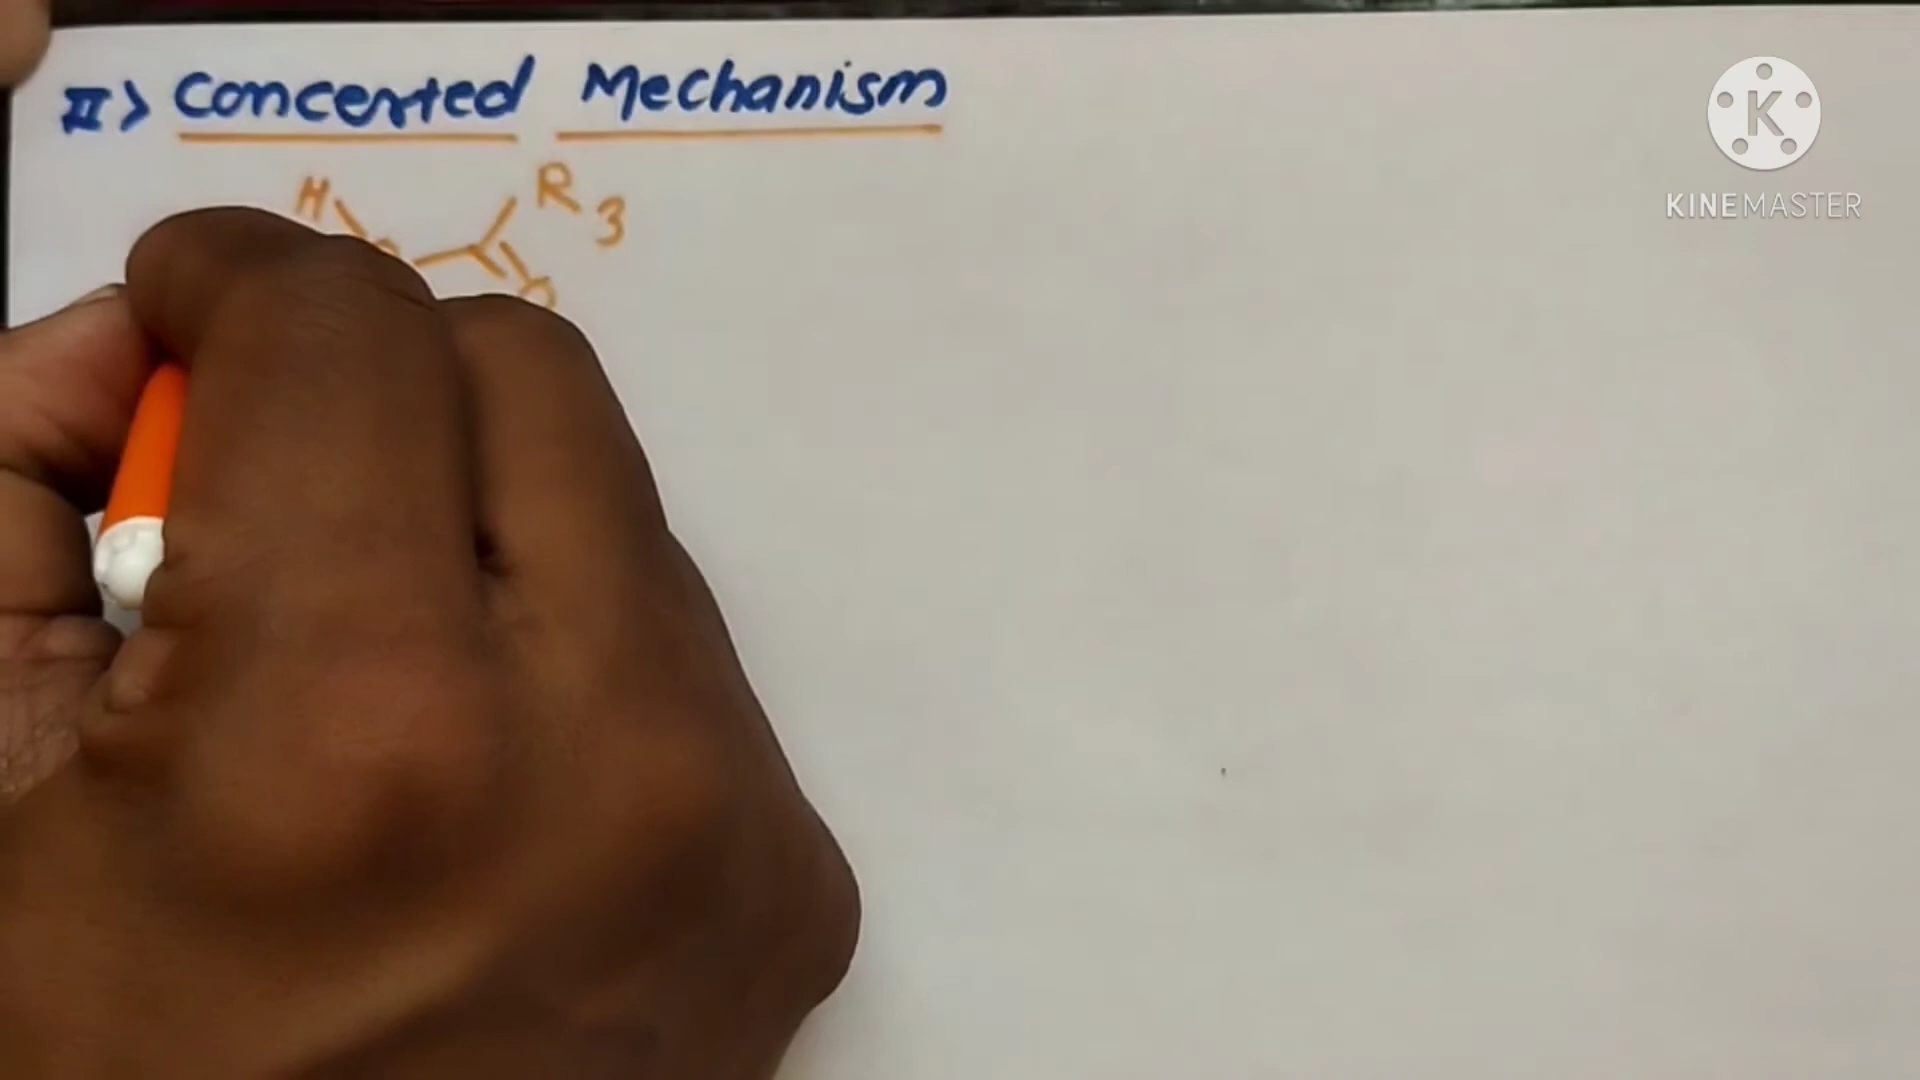 II> Concerted Mechanism
H R 3
O
K
KINEMASTER